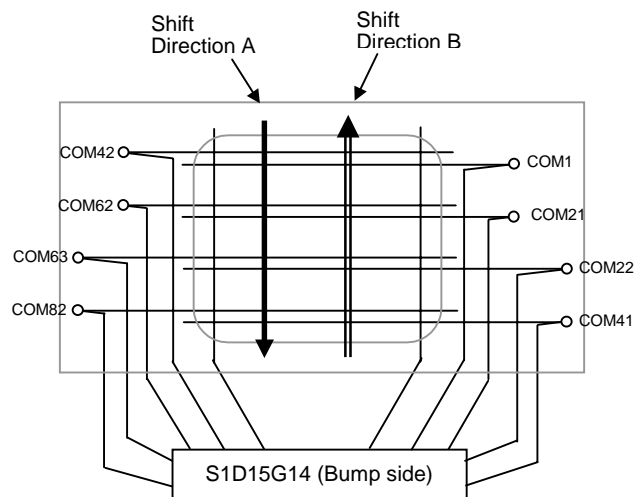 Shift
Direction A
Shift
Direction B
COM42
COM1
COM62
COM21
COM63
COM22
COM82
COM41
S1D15G14 (Bump side)